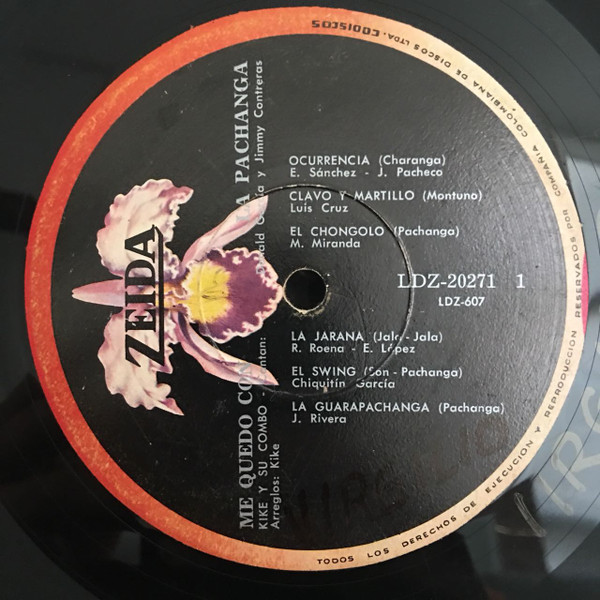 ZEIDA
ME QUEDO CON LA PACHANGA
KIKE Y SU COMBO - Cantan: García y Jimmy Contreras
Arreglos: Kike
OCURRENCIA (Charanga)
E. Sánchez - J. Pacheco
CLAVO Y MARTILLO (Montuno)
Luis Cruz
EL CHONGOLO (Pachanga)
M. Miranda
LDZ-20271 1
LDZ-607
LA JARANA (Jala-Jala)
R. Roena - E. López
EL SWING (Son-Pachanga)
Chiquitín García
LA GUARAPACHANGA (Pachanga)
J. Rivera
TODOS LOS DERECHOS DE EJECUCION Y REPRODUCCION RESERVADOS por COMPAÑIA COLOMBIANA DE DISCOS LTDA. CODISCOS